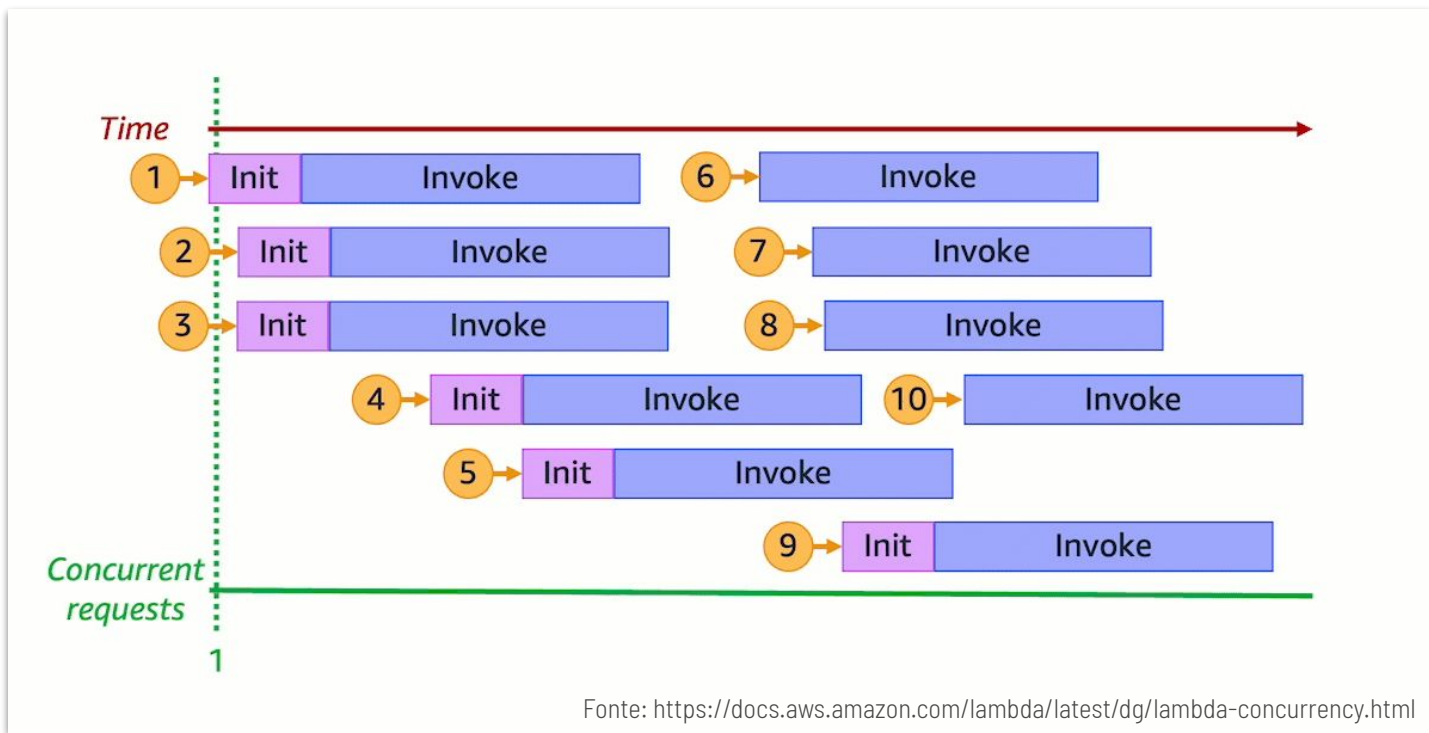 Time
1 Init Invoke 6 Invoke
2 Init Invoke 7 Invoke
3 Init Invoke 8 Invoke
4 Init Invoke 10 Invoke
5 Init Invoke
9 Init Invoke
Concurrent
requests
1
Fonte: https://docs.aws.amazon.com/lambda/latest/dg/lambda-concurrency.html